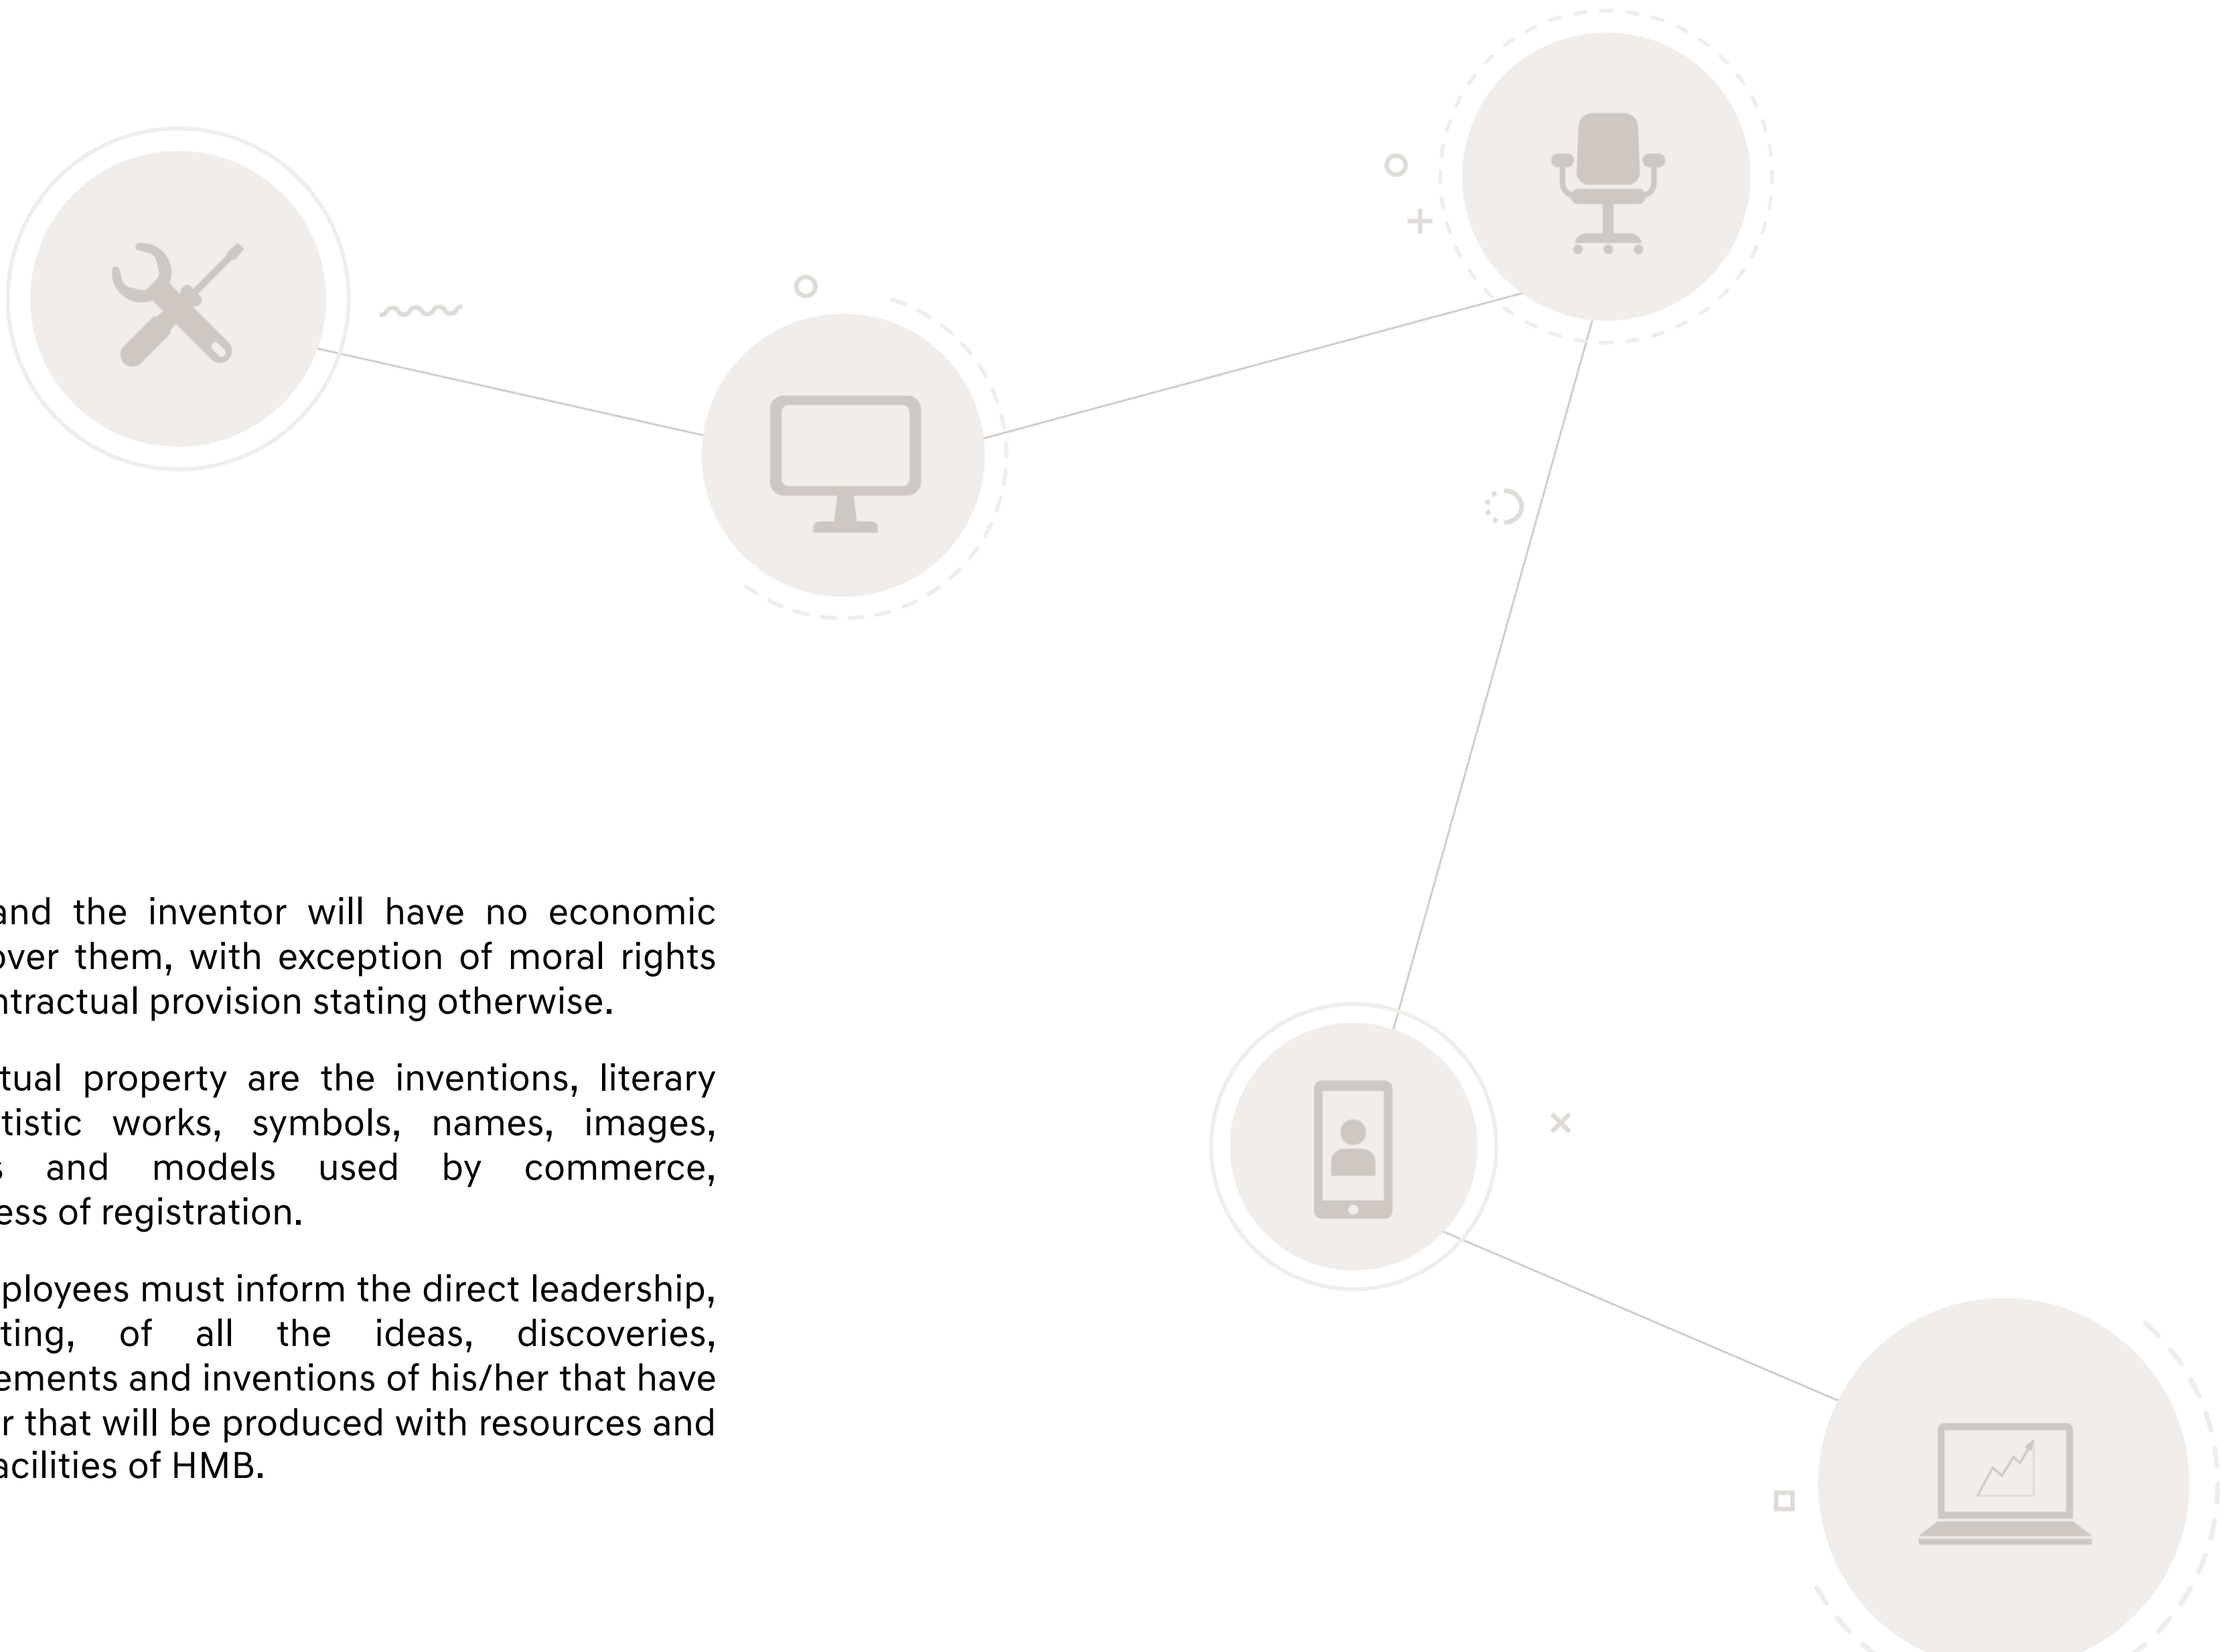 and the inventor will have no economic
over them, with exception of moral rights
ntractual provision stating otherwise.
tual property are the inventions, literary
tistic works, symbols, names, images,
s and models used by commerce,
ess of registration.
ployees must inform the direct leadership,
ting, of all the ideas, discoveries,
ements and inventions of his/her that have
r that will be produced with resources and
acilities of HMB.